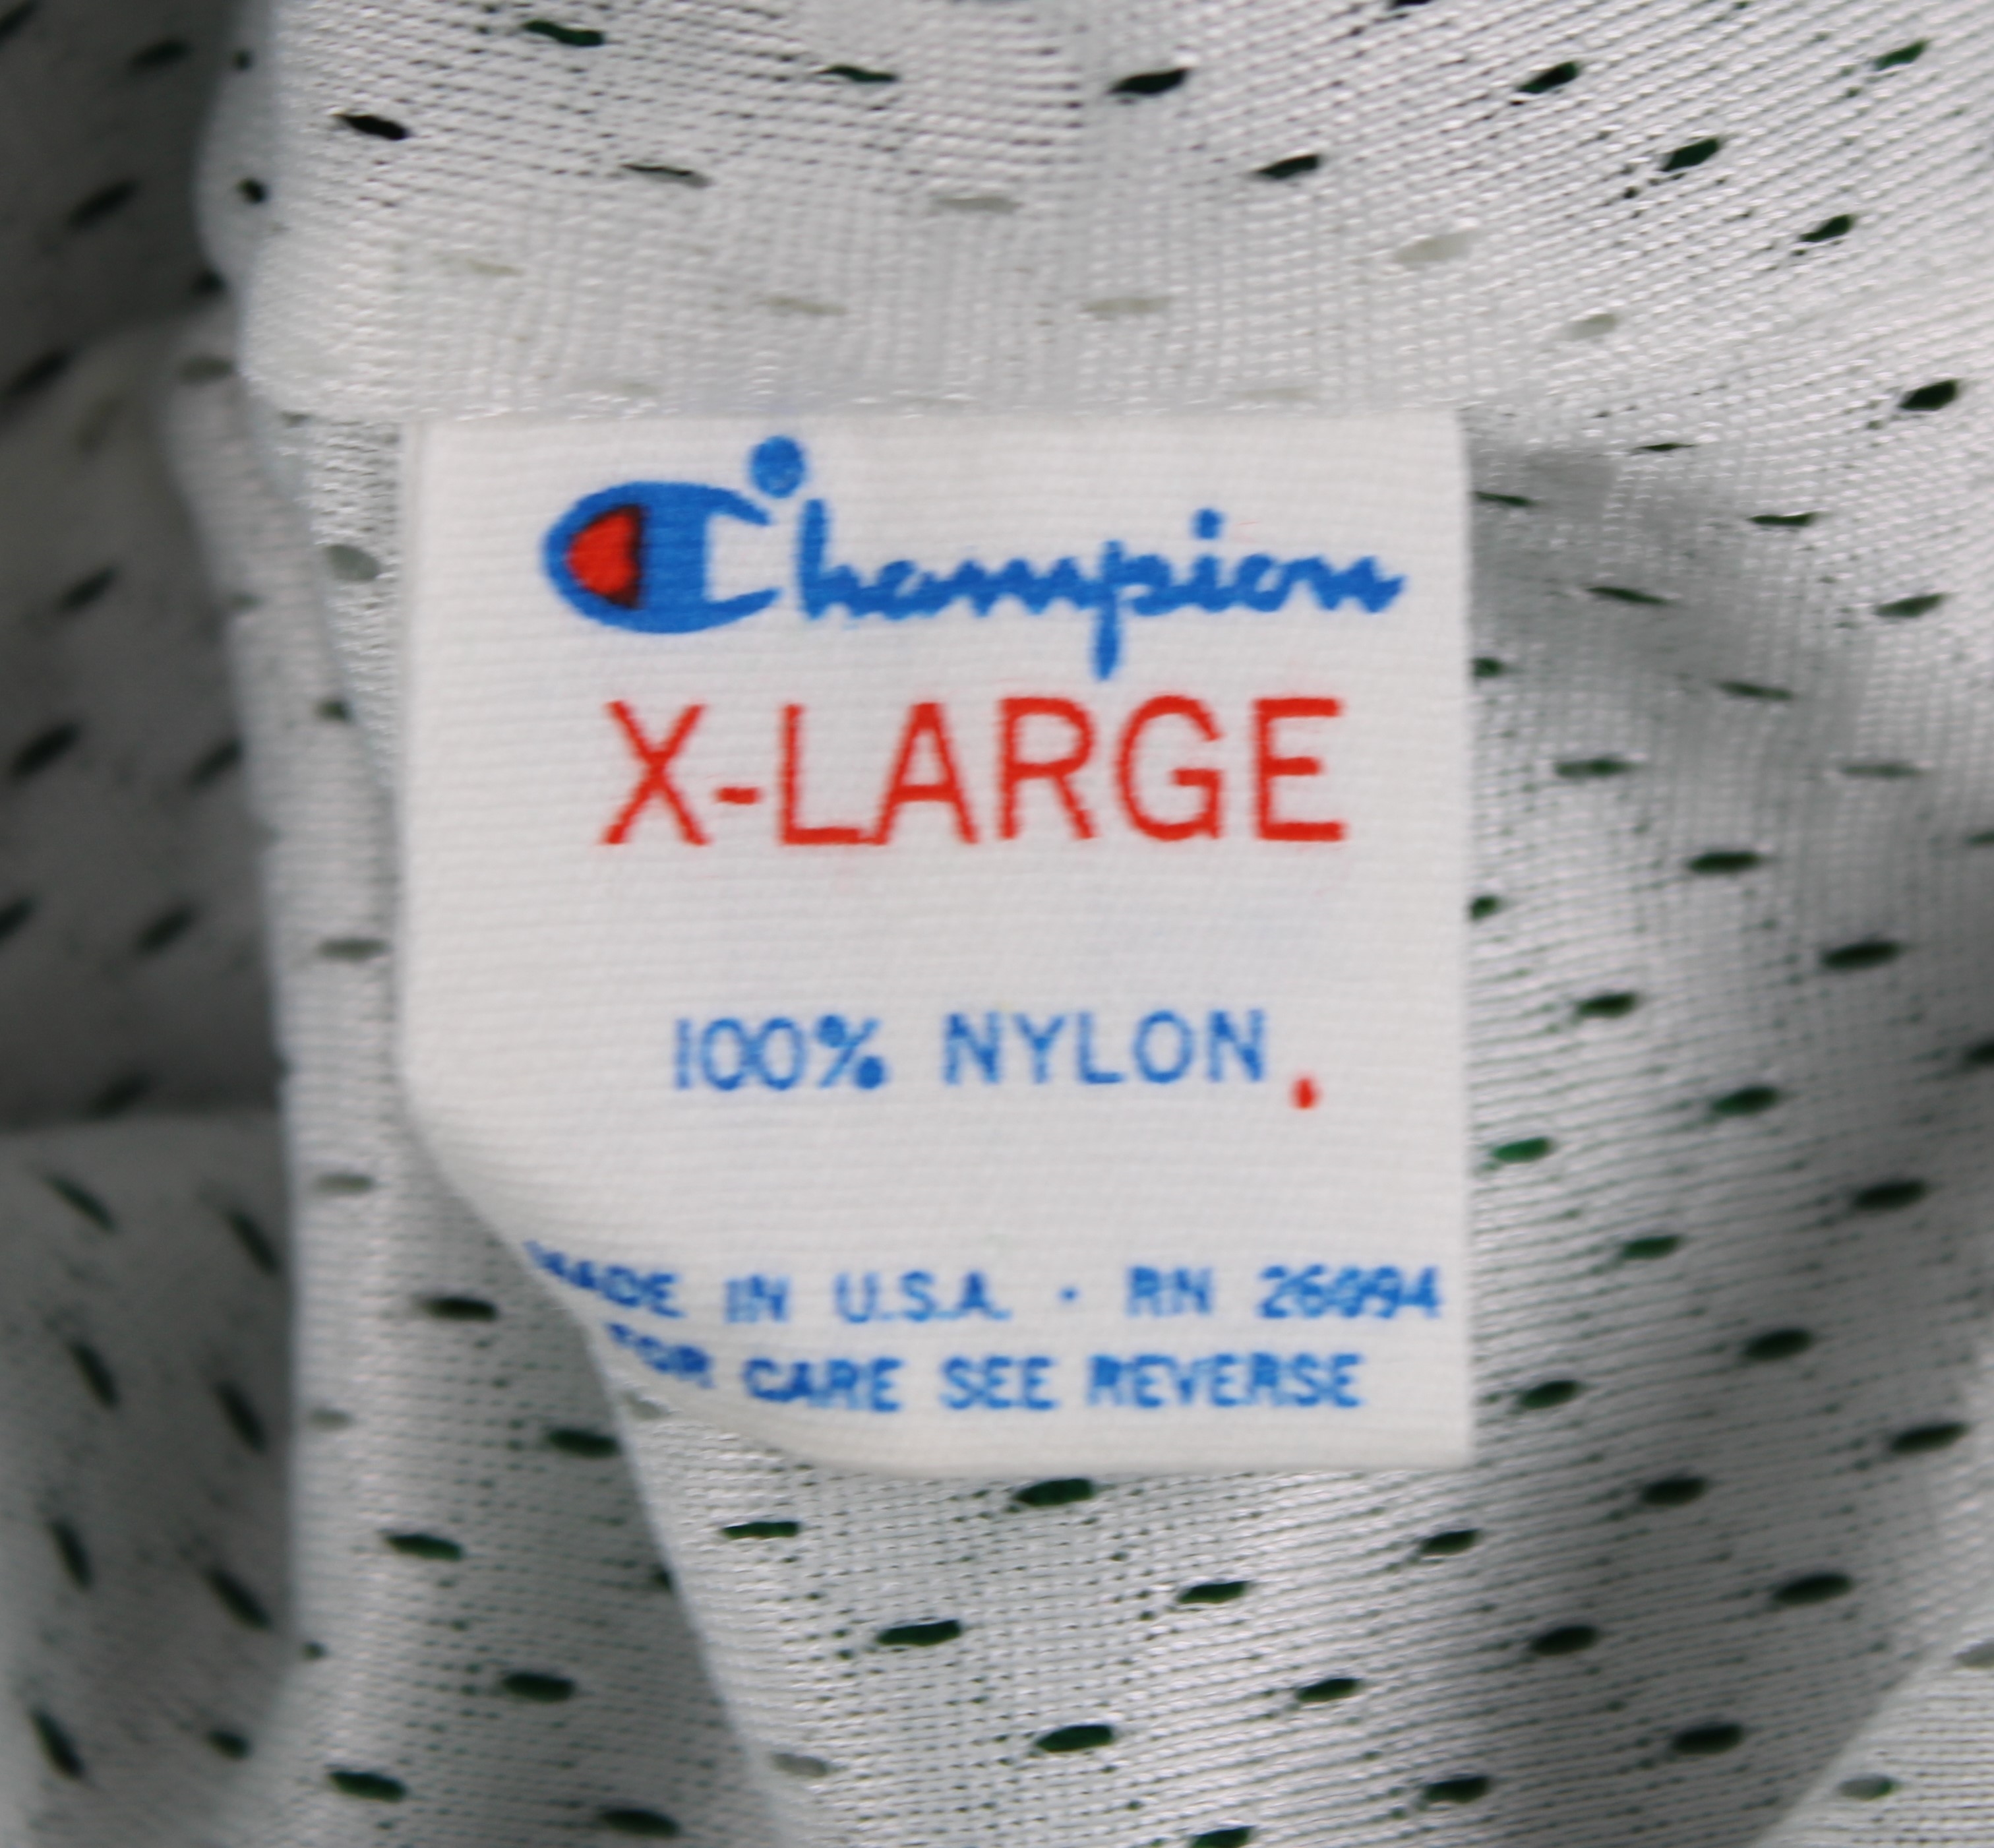 Champion
X-LARGE
100% NYLON
MADE IN U.S.A. · RN 26094
FOR CARE SEE REVERSE